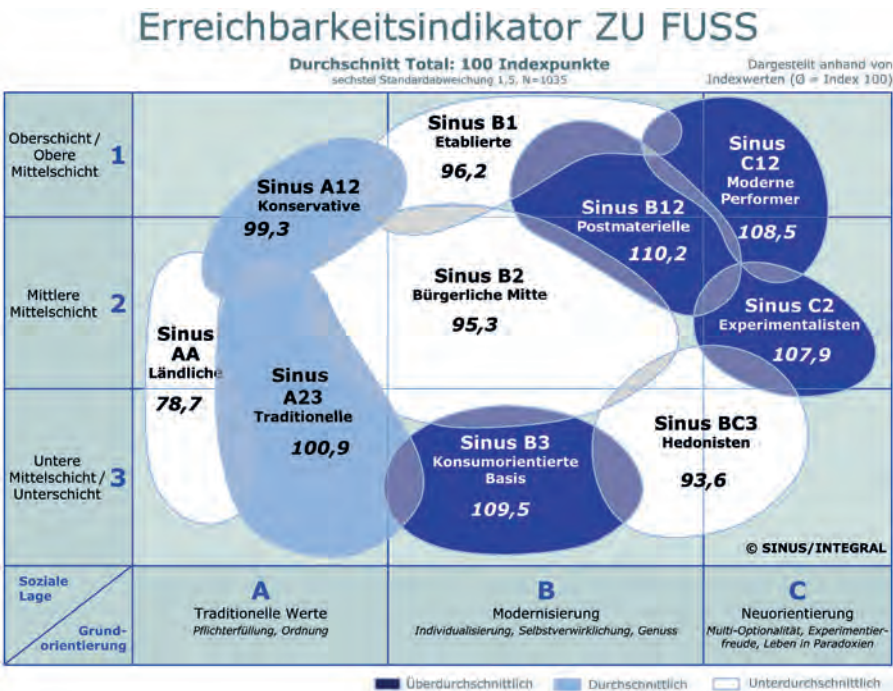 Erreichbarkeitsindikator ZU FUSS
Durchschnitt Total: 100 Indexpunkte
sechstel Standardabweichung 1,5, N=1035
Dargestellt anhand von
Indexwerten (Ø = Index 100)
Oberschicht /
Obere
Mittelschicht
1
Sinus B1
Etablierte
96,2
Sinus A12
Konservative
99,3
Sinus
C12
Moderne
Performer
108,5
Sinus B12
Postmaterielle
110,2
Mittlere
Mittelschicht
2
Sinus B2
Bürgerliche Mitte
95,3
Sinus C2
Experimentalisten
107,9
Sinus
AA
Ländliche
78,7
Sinus
A23
Traditionelle
100,9
Untere
Mittelschicht /
Unterschicht
3
Sinus B3
Konsumorientierte
Basis
109,5
Sinus BC3
Hedonisten
93,6
© SINUS/INTEGRAL
Soziale
Lage
Grund-
orientierung
A
Traditionelle Werte
Pflichterfüllung, Ordnung
B
Modernisierung
Individualisierung, Selbstverwirklichung, Genuss
C
Neuorientierung
Multi-Optionalität, Experimentier-
freude, Leben in Paradoxien
Überdurchschnittlich
Durchschnittlich
Unterdurchschnittlich